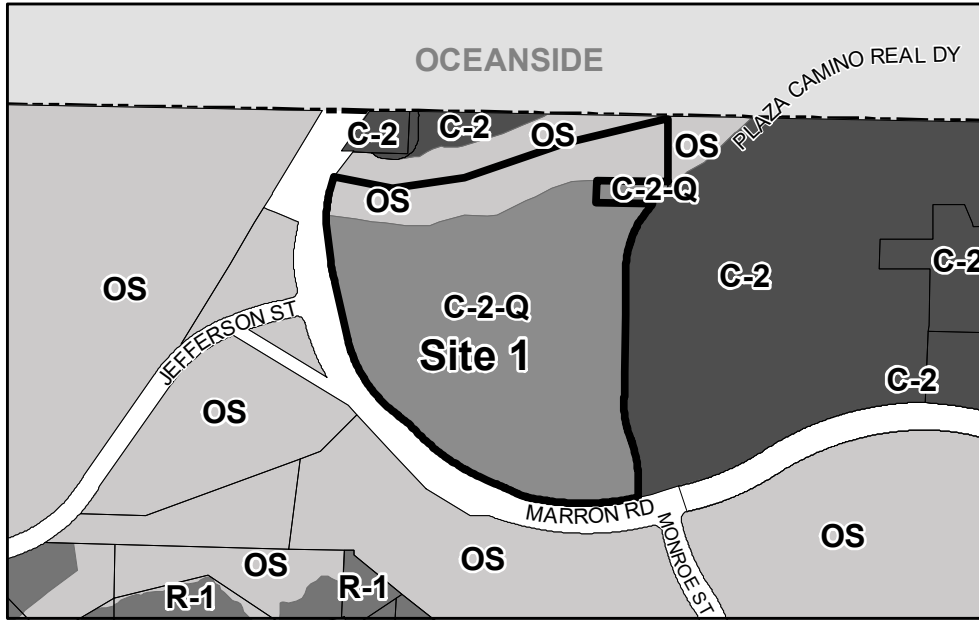 OCEANSIDE
PLAZA CAMINO REAL DY
C-2
C-2
OS
OS
OS
C-2-Q
OS
C-2
C-2
C-2-Q
Site 1
JEFFERSON ST
C-2
OS
MARRON RD
MONROE ST
OS
OS
OS
R-1
R-1